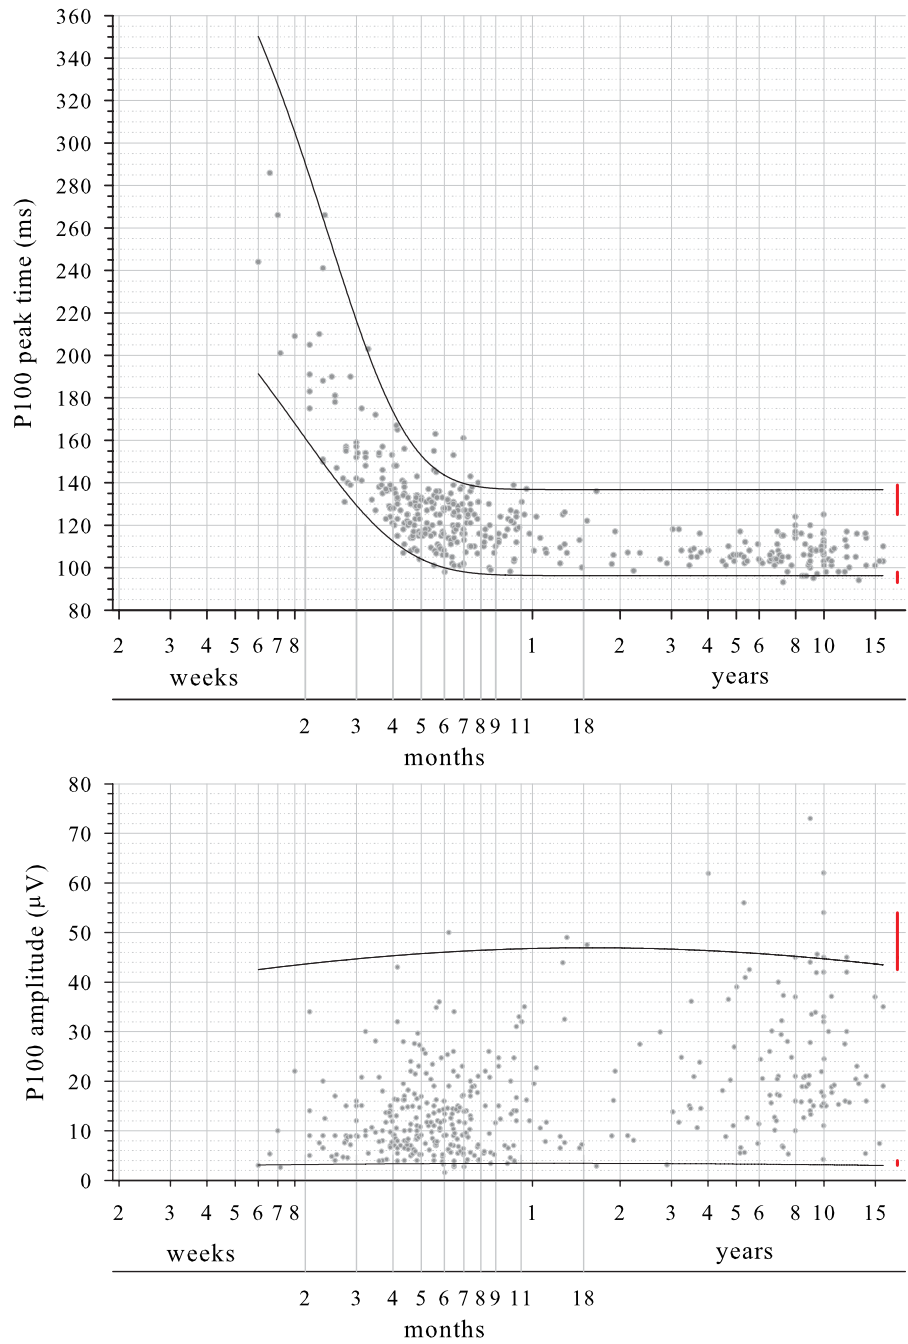 360
340
320
300
280
260
240
220
200
180
160
140
120
100
80
P100 peak time (ms)
2 3 4 5 6 7 8 1 2 3 4 5 6 8 10 15
weeks years
2 3 4 5 6 7 8 9 11 18
months
80
70
60
50
40
30
20
10
0
P100 amplitude (µV)
2 3 4 5 6 7 8 1 2 3 4 5 6 8 10 15
weeks years
2 3 4 5 6 7 8 9 11 18
months